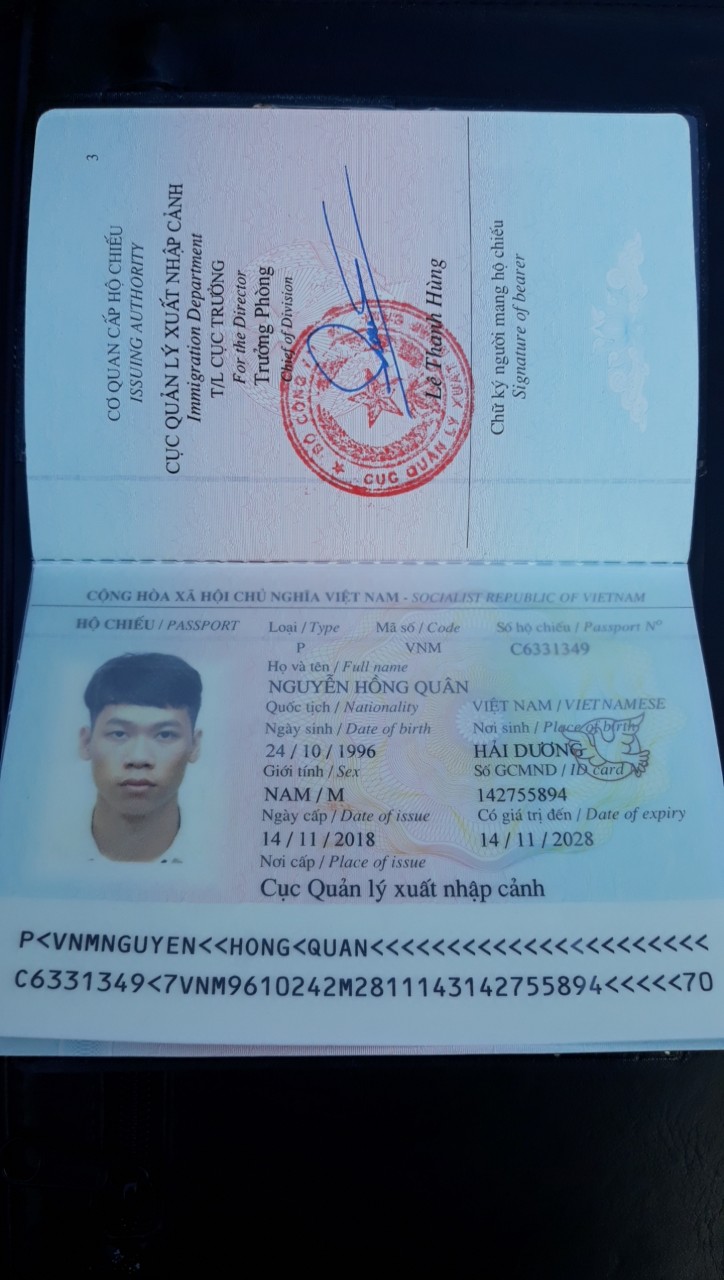 3
CƠ QUAN CẤP HỘ CHIẾU
ISSUING AUTHORITY
CỤC QUẢN LÝ XUẤT NHẬP CẢNH
Immigration Department
T/L CỤC TRƯỞNG
For the Director
Trưởng Phòng
Chief of Division
BỘ CÔNG
CỤC QUẢN LÝ XUẤT
Lê Thanh Hùng
Chữ ký người mang hộ chiếu
Signature of bearer
CỘNG HÒA XÃ HỘI CHỦ NGHĨA VIỆT NAM - SOCIALIST REPUBLIC OF VIETNAM
HỘ CHIẾU / PASSPORT Loại / Type Mã số / Code Số hộ chiếu / Passport Nº
P VNM C6331349
Họ và tên / Full name
NGUYỄN HỒNG QUÂN
Quốc tịch / Nationality VIỆT NAM / VIETNAMESE
Ngày sinh / Date of birth Nơi sinh / Place of birth
24 / 10 / 1996 HẢI DƯƠNG
Giới tính / Sex Số GCMND / ID card Nº
NAM / M 142755894
Ngày cấp / Date of issue Có giá trị đến / Date of expiry
14 / 11 / 2018 14 / 11 / 2028
Nơi cấp / Place of issue
Cục Quản lý xuất nhập cảnh
P<VNMNGUYEN<<HONG<QUAN<<<<<<<<<<<<<<<<<<<<<<
C6331349<7VNM9610242M2811143142755894<<<<<70